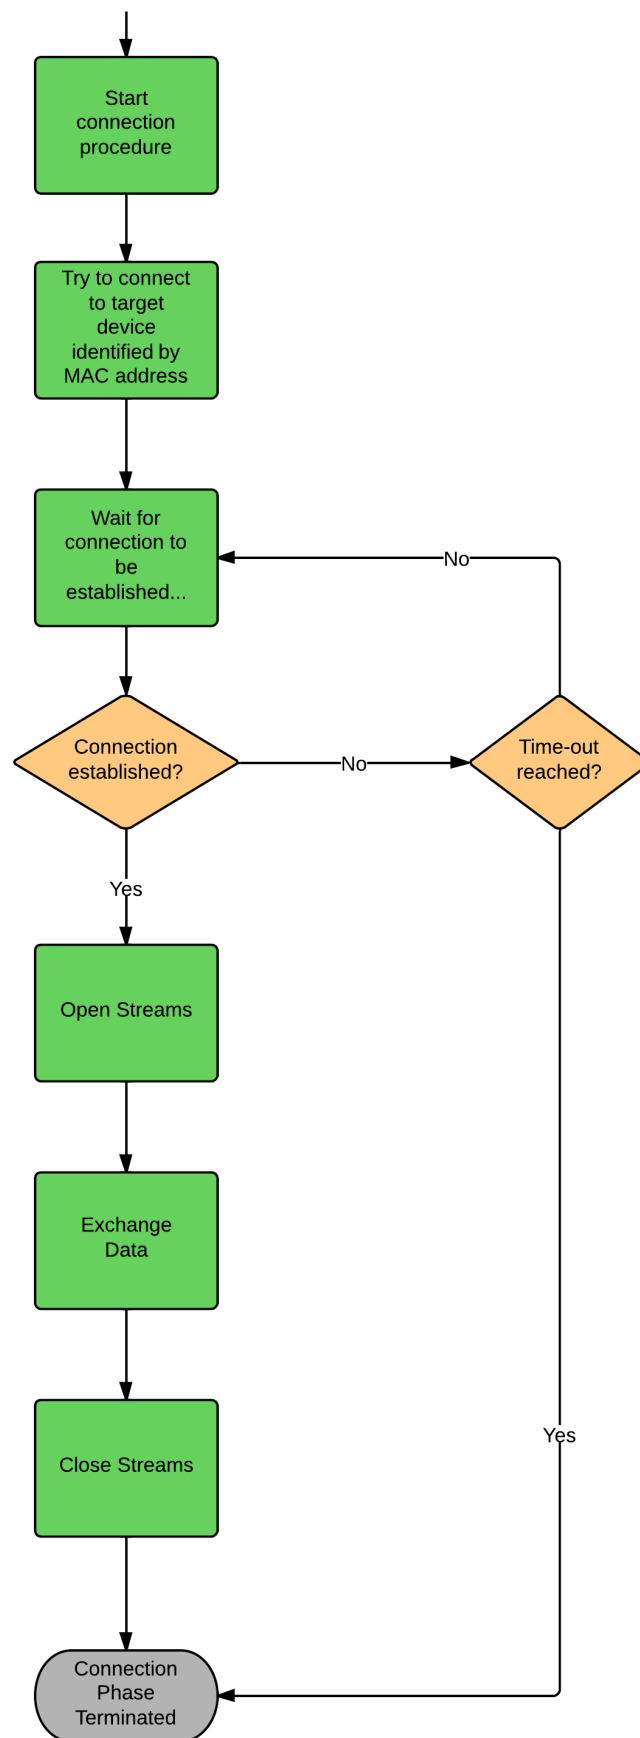 Start
connection
procedure
Try to connect
to target
device
identified by
MAC address
Wait for
connection to
be
established...
No
Connection
established?
No
Time-out
reached?
Yes
Open Streams
Exchange
Data
Close Streams
Yes
Connection
Phase
Terminated